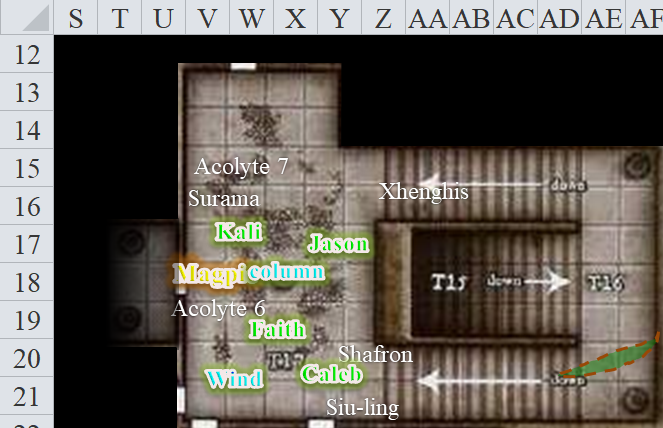 S T U V W X Y Z AA AB AC AD AE AF
12
13
14
15
Acolyte 7
Xhenghis
down
16
Surama
17
Kali
Jason
18
Magpi
column
T15 down T16
19
Acolyte 6
Faith
20
T17
Shafron
21
Wind
Caleb
down
Siu-ling
22